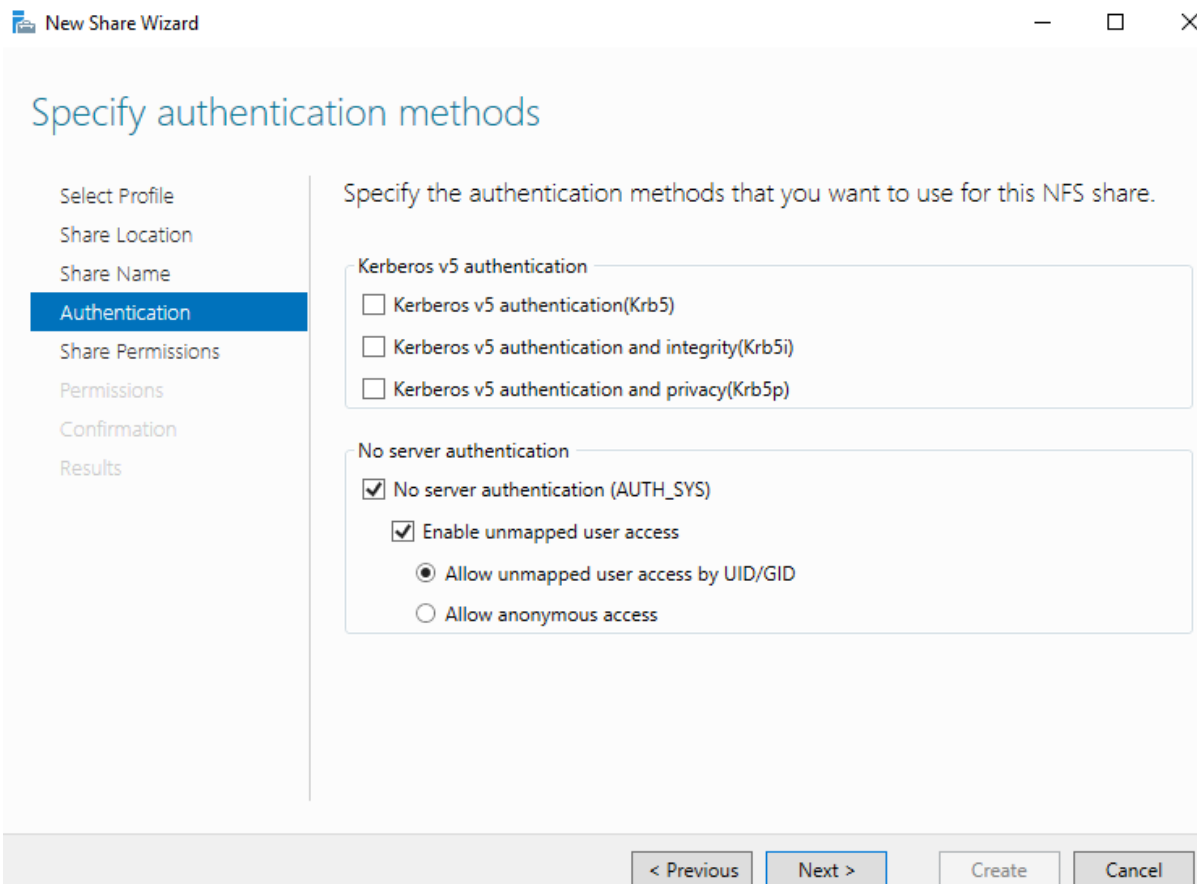 New Share Wizard
Specify authentication methods
Select Profile
Share Location
Share Name
Authentication
Share Permissions
Permissions
Confirmation
Results
Specify the authentication methods that you want to use for this NFS share.
Kerberos v5 authentication
Kerberos v5 authentication(Krb5)
Kerberos v5 authentication and integrity(Krb5i)
Kerberos v5 authentication and privacy(Krb5p)
No server authentication
No server authentication (AUTH_SYS)
Enable unmapped user access
Allow unmapped user access by UID/GID
Allow anonymous access
< Previous
Next >
Create
Cancel